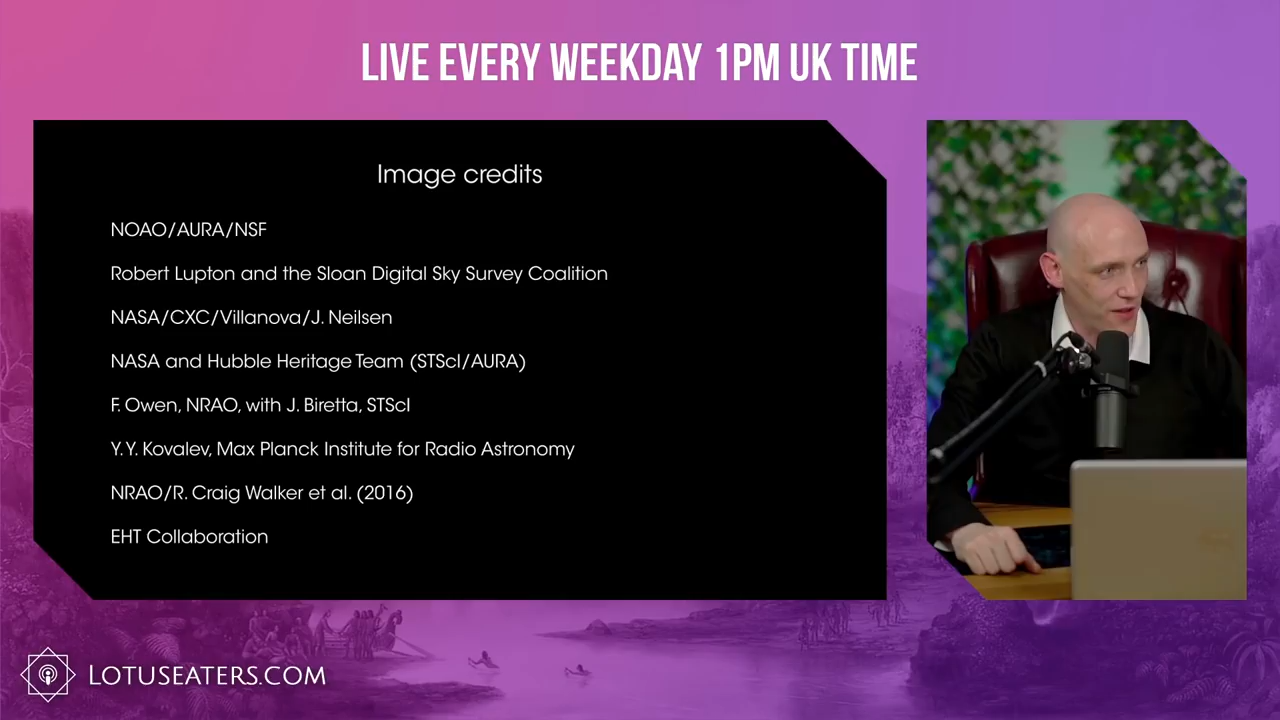 LIVE EVERY WEEKDAY 1PM UK TIME
Image credits
NOAO/AURA/NSF
Robert Lupton and the Sloan Digital Sky Survey Coalition
NASA/CXC/Villanova/J. Neilsen
NASA and Hubble Heritage Team (STScI/AURA)
F. Owen, NRAO, with J. Biretta, STScI
Y. Y. Kovalev, Max Planck Institute for Radio Astronomy
NRAO/R. Craig Walker et al. (2016)
EHT Collaboration
LOTUSEATERS.COM